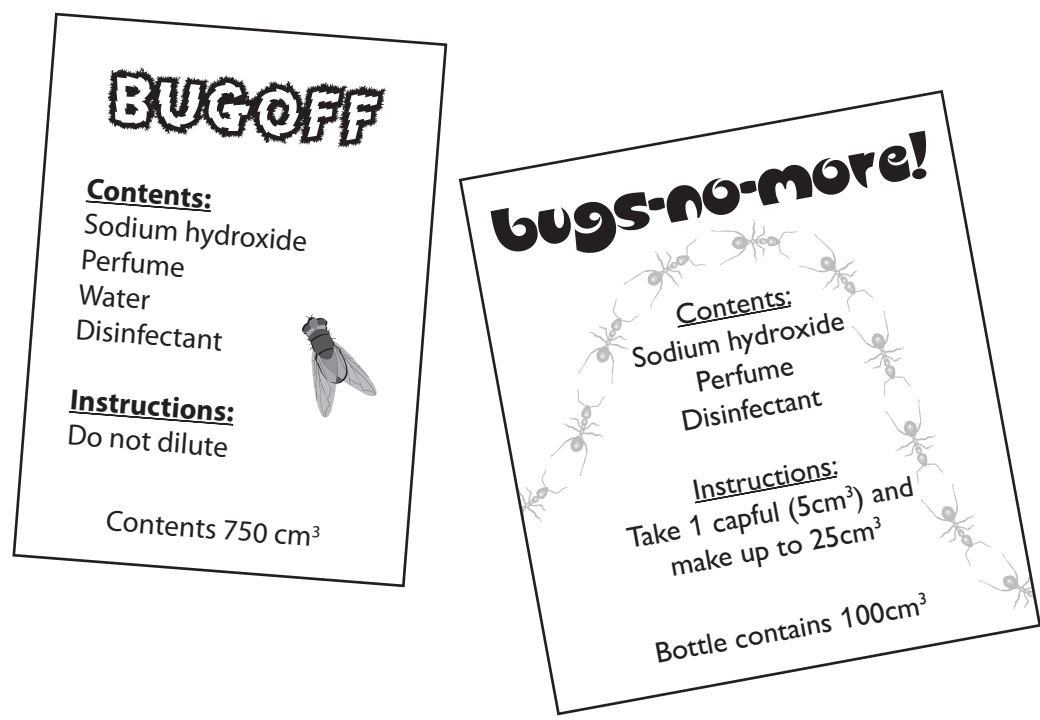 BUGOFF
Contents:
Sodium hydroxide
Perfume
Water
Disinfectant
Instructions:
Do not dilute
Contents 750 cm³
bugs-no-more!
Contents:
Sodium hydroxide
Perfume
Disinfectant
Instructions:
Take 1 capful (5cm³) and
make up to 25cm³
Bottle contains 100cm³